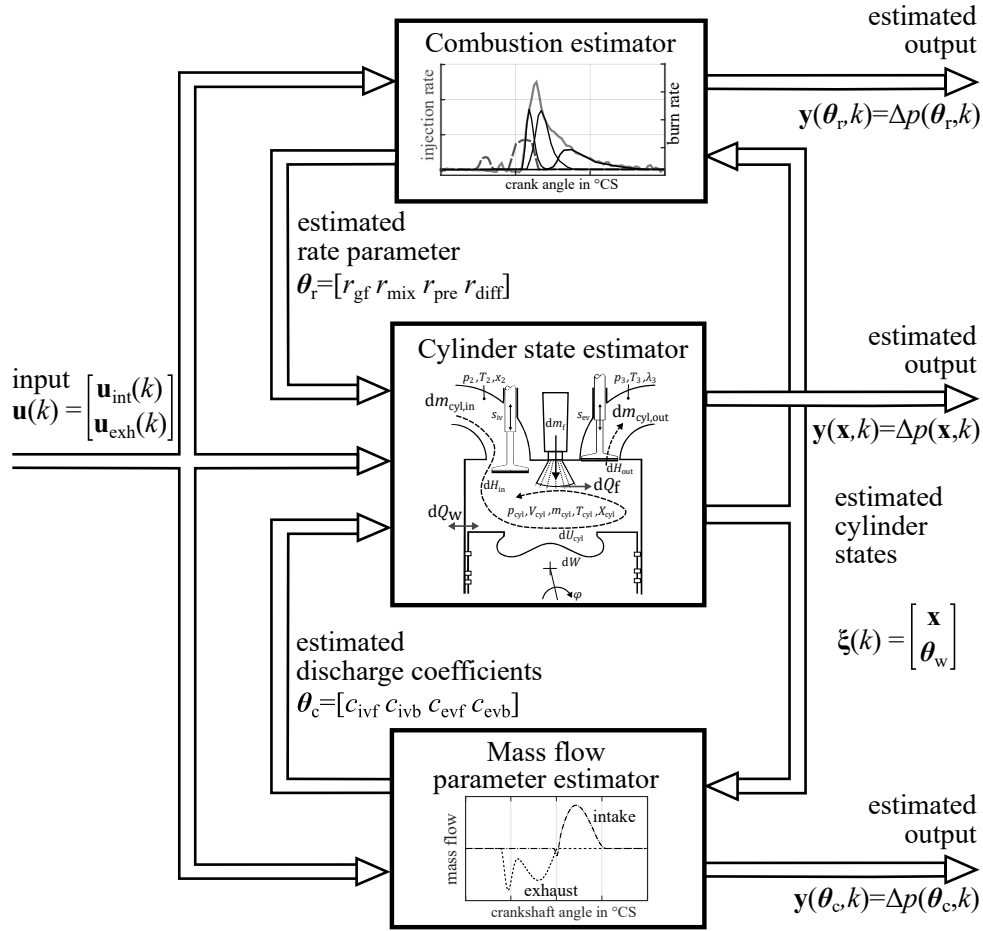 estimated
output
y(θr,k)=Δp(θr,k)
Combustion estimator
injection rate
burn rate
crank angle in °CS
estimated
rate parameter
θr=[rgf rmix rpre rdiff]
input
u(k) = [uint(k)
uexh(k)]
Cylinder state estimator
p2,T2,x2
p3,T3,λ3
dmcyl,in
siv
dmf
sev
dmcyl,out
dHin
dHout
dQf
dQw
pcyl,Vcyl,mcyl,Tcyl,Xcyl
dUcyl
dW
φ
estimated
output
y(x,k)=Δp(x,k)
estimated
cylinder
states
ξ(k) = [x
θw]
estimated
discharge coefficients
θc=[civf civb cevf cevb]
Mass flow
parameter estimator
mass flow
intake
exhaust
crankshaft angle in °CS
estimated
output
y(θc,k)=Δp(θc,k)